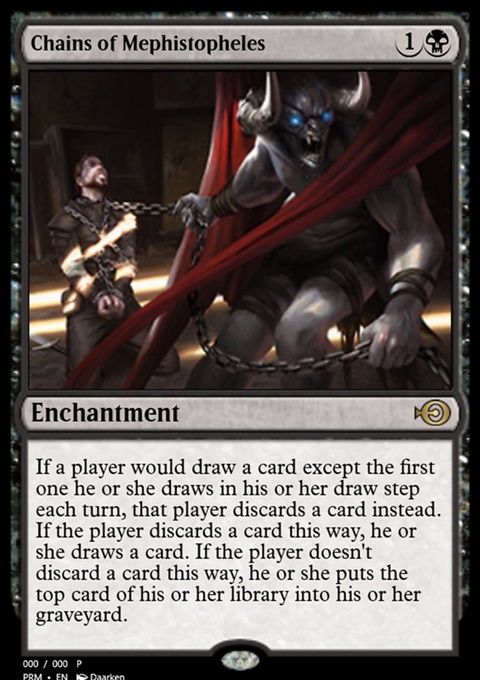 Chains of Mephistopheles 1
Enchantment
If a player would draw a card except the first
one he or she draws in his or her draw step
each turn, that player discards a card instead.
If the player discards a card this way, he or
she draws a card. If the player doesn't
discard a card this way, he or she puts the
top card of his or her library into his or her
graveyard.
000 / 000 P
PRM • EN Daarken